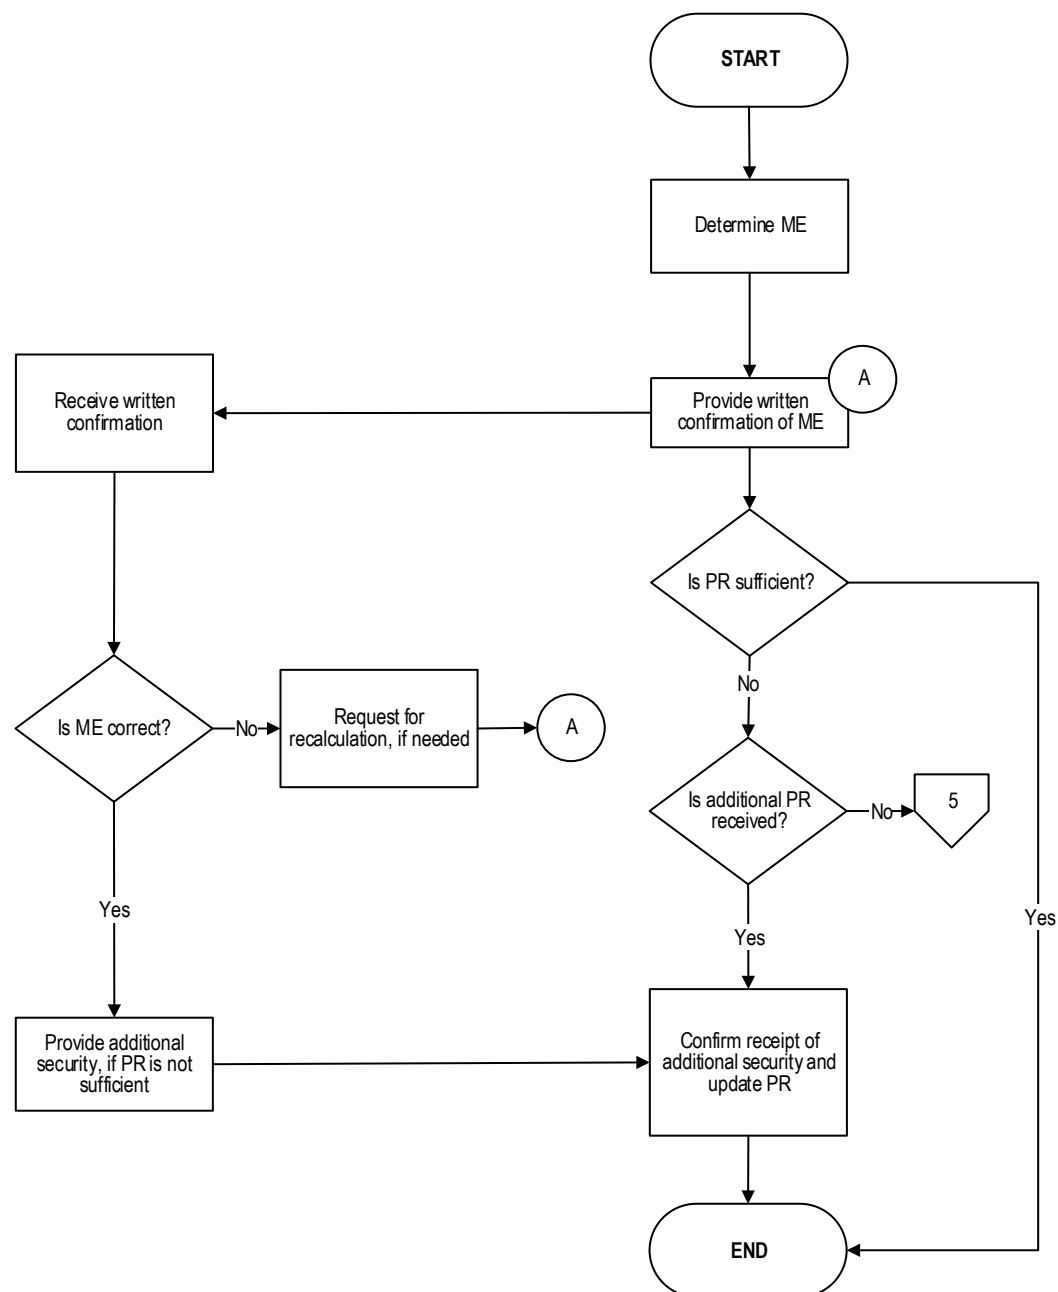 START
Determine ME
A
Provide written
confirmation of ME
Receive written
confirmation
Is PR sufficient?
No
Is ME correct?
No
Request for
recalculation, if needed
A
Is additional PR
received?
No
5
Yes
Yes
Yes
Provide additional
security, if PR is not
sufficient
Confirm receipt of
additional security and
update PR
END